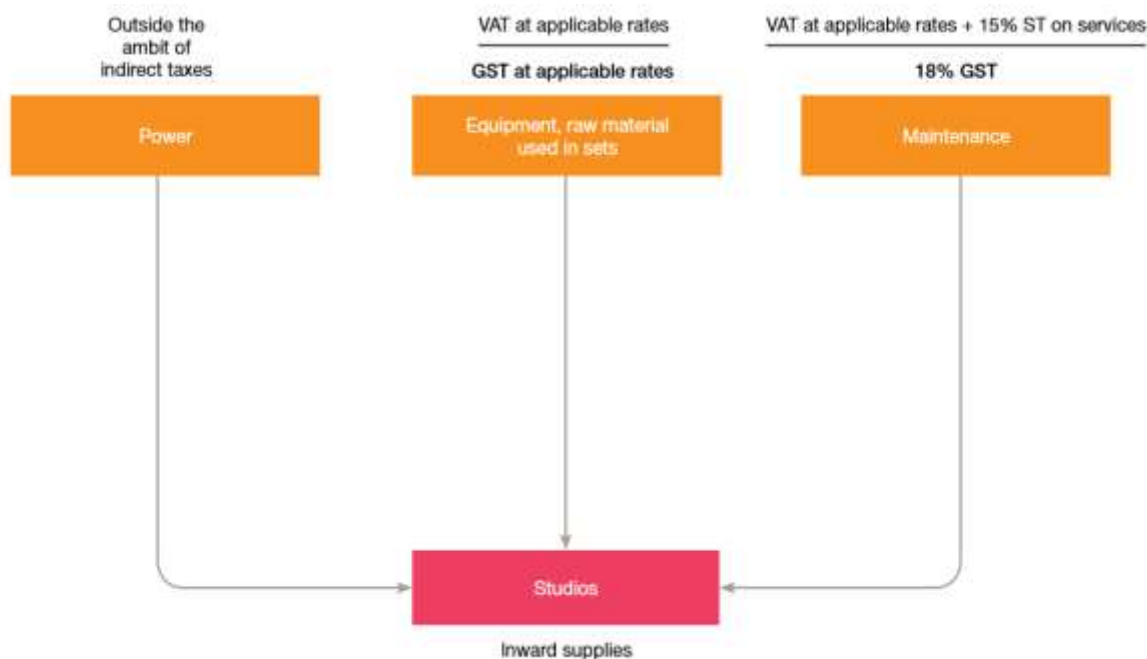 Outside the
ambit of
indirect taxes
VAT at applicable rates
GST at applicable rates
VAT at applicable rates + 15% ST on services
18% GST
Power
Equipment, raw material
used in sets
Maintenance
Studios
Inward supplies